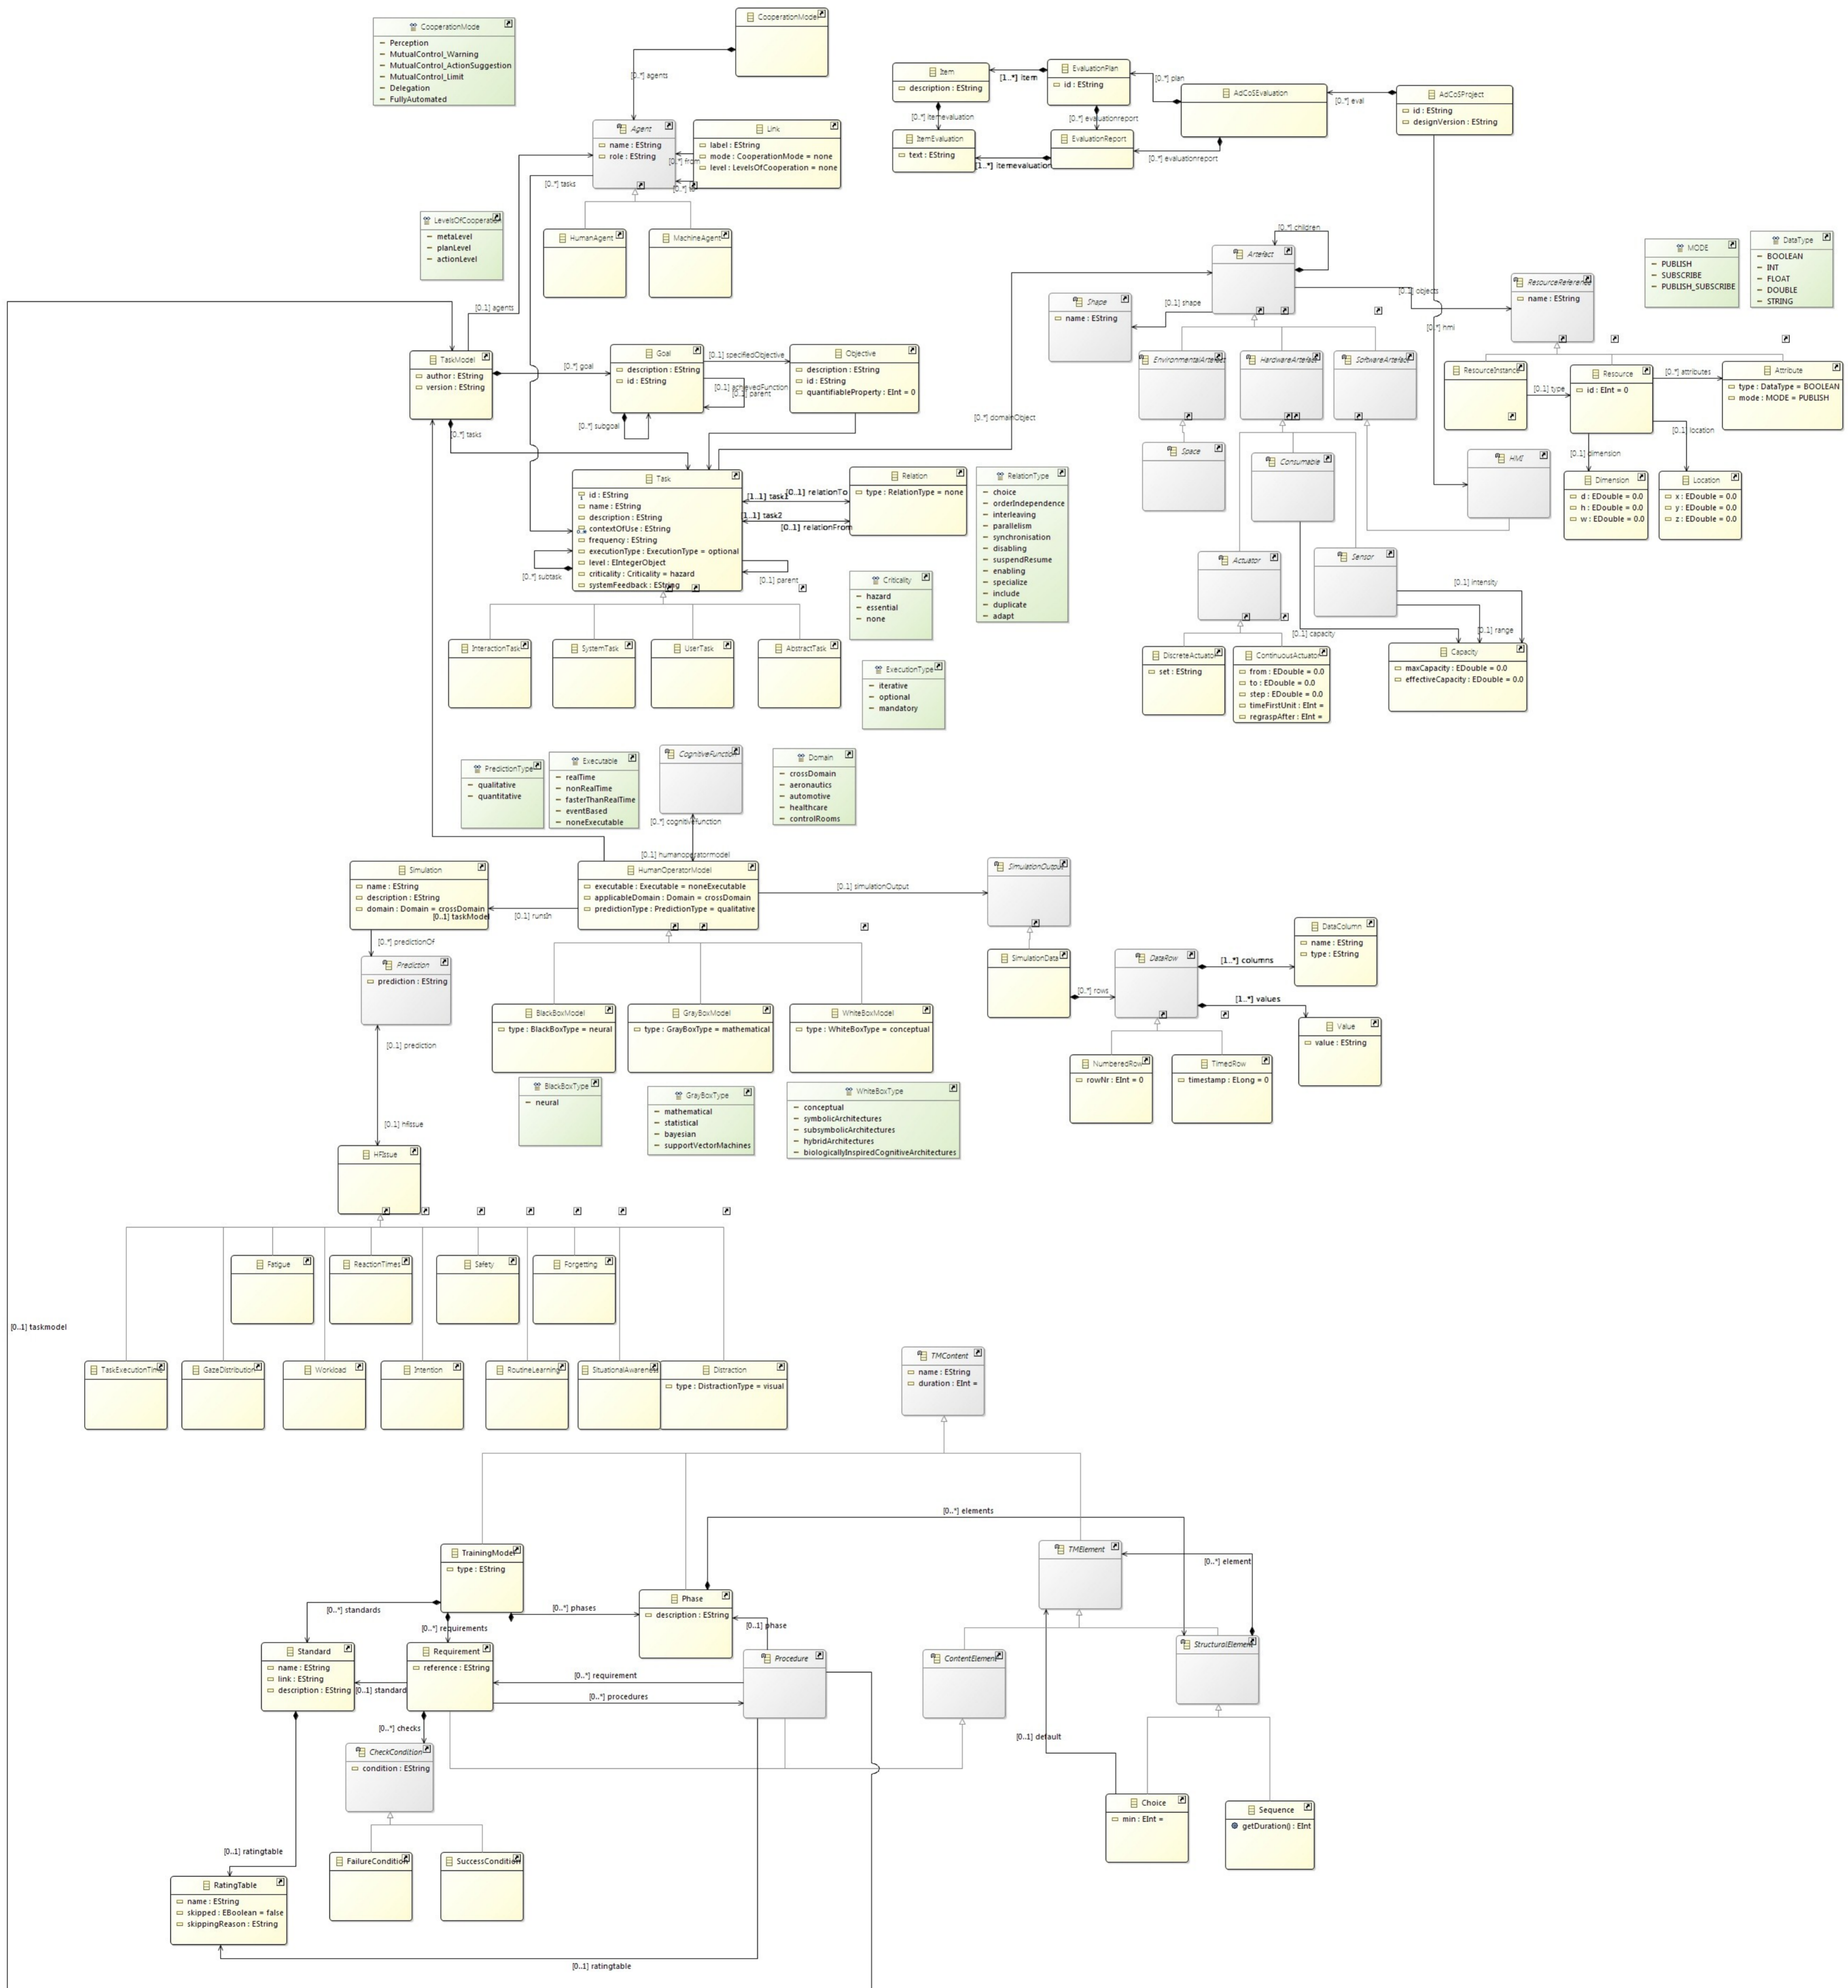 CooperationMode
Perception
MutualControl_Warning
MutualControl_ActionSuggestion
MutualControl_Limit
Delegation
FullyAutomated
CooperationModel
[0..*] agents
Item
description : EString
[1..*] item
EvaluationPlan
id : EString
[0..*] plan
AdCoSEvaluation
[0..*] eval
AdCoSProject
id : EString
designVersion : EString
[0..*] itemevaluation
[0..*] evaluationreport
ItemEvaluation
text : EString
[1..*] itemevaluation
EvaluationReport
[0..*] evaluationreport
Agent
name : EString
role : EString
Link
label : EString
mode : CooperationMode = none
level : LevelsOfCooperation = none
[0..*] from
[0..*] tasks
LevelsOfCooperatio
metaLevel
planLevel
actionLevel
HumanAgent
MachineAgent
[0..*] children
Artefact
[0..1] shape
Shape
name : EString
[0..1] objects
[0..*] hmi
ResourceReference
name : EString
MODE
PUBLISH
SUBSCRIBE
PUBLISH_SUBSCRIBE
DataType
BOOLEAN
INT
FLOAT
DOUBLE
STRING
[0..1] agents
TaskModel
author : EString
version : EString
[0..*] goal
Goal
description : EString
id : EString
[0..1] specifiedObjective
[0..1] achievedFunction
[0..1] parent
[0..*] subgoal
Objective
description : EString
id : EString
quantifiableProperty : EInt = 0
EnvironmentalArtefact
HardwareArtefact
SoftwareArtefact
ResourceInstance
[0..1] type
Resource
id : EInt = 0
[0..*] attributes
Attribute
type : DataType = BOOLEAN
mode : MODE = PUBLISH
[0..1] location
[0..1] dimension
[0..*] tasks
[0..*] domainObject
Space
Consumable
HMI
Dimension
d : EDouble = 0.0
h : EDouble = 0.0
w : EDouble = 0.0
Location
x : EDouble = 0.0
y : EDouble = 0.0
z : EDouble = 0.0
Task
id : EString
name : EString
description : EString
contextOfUse : EString
frequency : EString
executionType : ExecutionType = optional
level : EIntegerObject
criticality : Criticality = hazard
systemFeedback : EString
[1..1] task1
[0..1] relationTo
[1..1] task2
[0..1] relationFrom
Relation
type : RelationType = none
RelationType
choice
orderIndependence
interleaving
parallelism
synchronisation
disabling
suspendResume
enabling
specialize
include
duplicate
adapt
[0..*] subtask
[0..1] parent
Criticality
hazard
essential
none
Actuator
Sensor
[0..1] intensity
[0..1] range
[0..1] capacity
InteractionTask
SystemTask
UserTask
AbstractTask
ExecutionType
iterative
optional
mandatory
DiscreteActuator
set : EString
ContinuousActuator
from : EDouble = 0.0
to : EDouble = 0.0
step : EDouble = 0.0
timeFirstUnit : EInt =
regraspAfter : EInt =
Capacity
maxCapacity : EDouble = 0.0
effectiveCapacity : EDouble = 0.0
PredictionType
qualitative
quantitative
Executable
realTime
nonRealTime
fasterThanRealTime
eventBased
noneExecutable
CognitiveFunctio
Domain
crossDomain
aeronautics
automotive
healthcare
controlRooms
[0..*] cognitivefunction
[0..1] humanoperatormodel
Simulation
name : EString
description : EString
domain : Domain = crossDomain
[0..1] taskModel
[0..1] runsIn
HumanOperatorModel
executable : Executable = noneExecutable
applicableDomain : Domain = crossDomain
predictionType : PredictionType = qualitative
[0..1] simulationOutput
SimulationOutput
[0..*] predictionOf
Prediction
prediction : EString
SimulationData
[0..*] rows
DataRow
[1..*] columns
DataColumn
name : EString
type : EString
[1..*] values
Value
value : EString
BlackBoxModel
type : BlackBoxType = neural
GrayBoxModel
type : GrayBoxType = mathematical
WhiteBoxModel
type : WhiteBoxType = conceptual
NumberedRow
rowNr : EInt = 0
TimedRow
timestamp : ELong = 0
[0..1] prediction
[0..1] hfissue
BlackBoxType
neural
GrayBoxType
mathematical
statistical
bayesian
supportVectorMachines
WhiteBoxType
conceptual
symbolicArchitectures
subsymbolicArchitectures
hybridArchitectures
biologicallyInspiredCognitiveArchitectures
HFIssue
Fatigue
ReactionTimes
Safety
Forgetting
[0..1] taskmodel
TaskExecutionTime
GazeDistribution
Workload
Intention
RoutineLearning
SituationalAwareness
Distraction
type : DistractionType = visual
TMContent
name : EString
duration : EInt =
[0..*] elements
TrainingModel
type : EString
TMElement
[0..*] element
[0..*] standards
[0..*] requirements
[0..*] phases
Phase
description : EString
[0..1] phase
Standard
name : EString
link : EString
description : EString
[0..1] standard
Requirement
reference : EString
[0..*] requirement
[0..*] procedures
Procedure
ContentElement
StructuralElement
[0..*] checks
CheckCondition
condition : EString
[0..1] default
Choice
min : EInt =
Sequence
getDuration() : EInt
[0..1] ratingtable
FailureCondition
SuccessCondition
RatingTable
name : EString
skipped : EBoolean = false
skippingReason : EString
[0..1] ratingtable